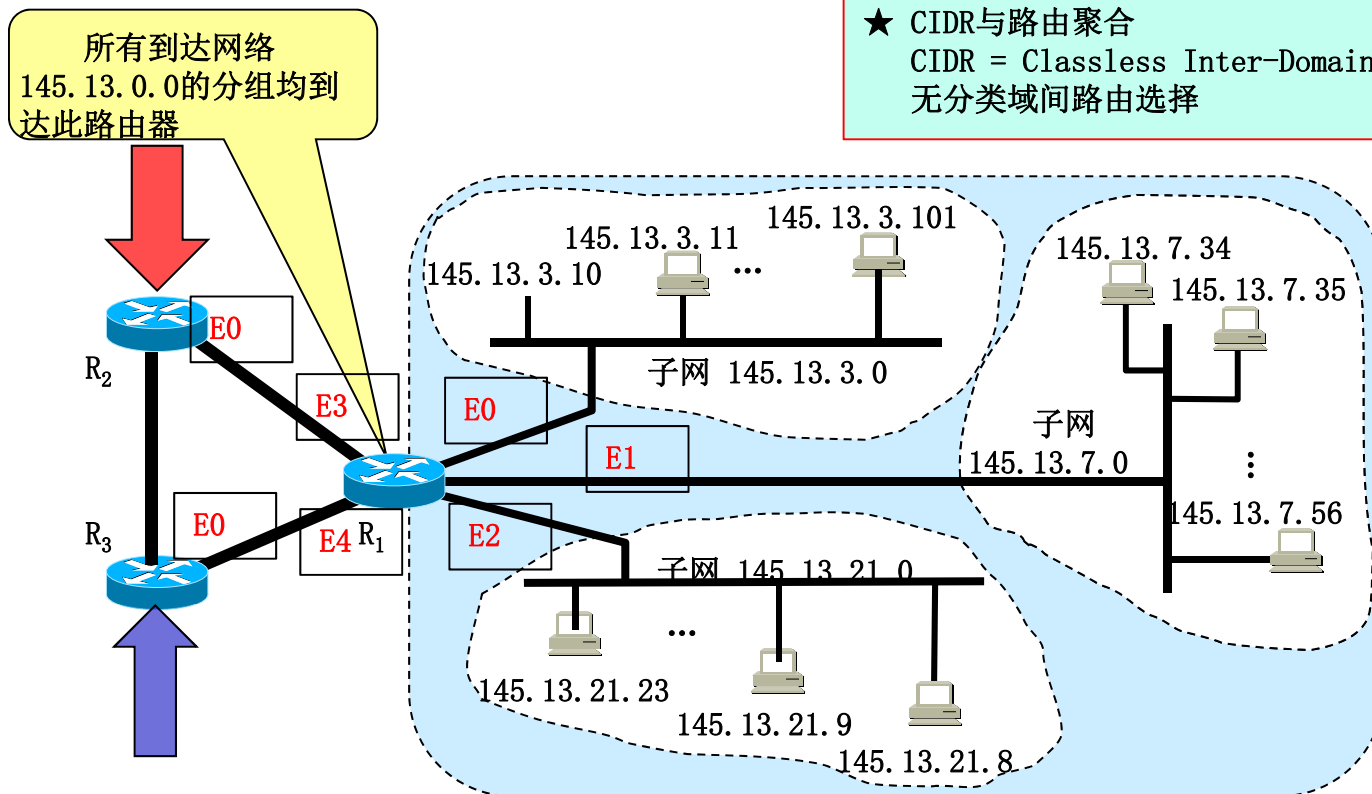 所有到达网络
145.13.0.0的分组均到
达此路由器
★ CIDR与路由聚合
CIDR = Classless Inter-Domain
无分类域间路由选择
145.13.3.10
145.13.3.11
...
145.13.3.101
子网 145.13.3.0
145.13.7.34
145.13.7.35
子网
145.13.7.0
...
145.13.7.56
E0
R2
E3
E0
E1
E0
R3
E4
R1
E2
子网 145.13.21.0
...
145.13.21.23
145.13.21.9
145.13.21.8